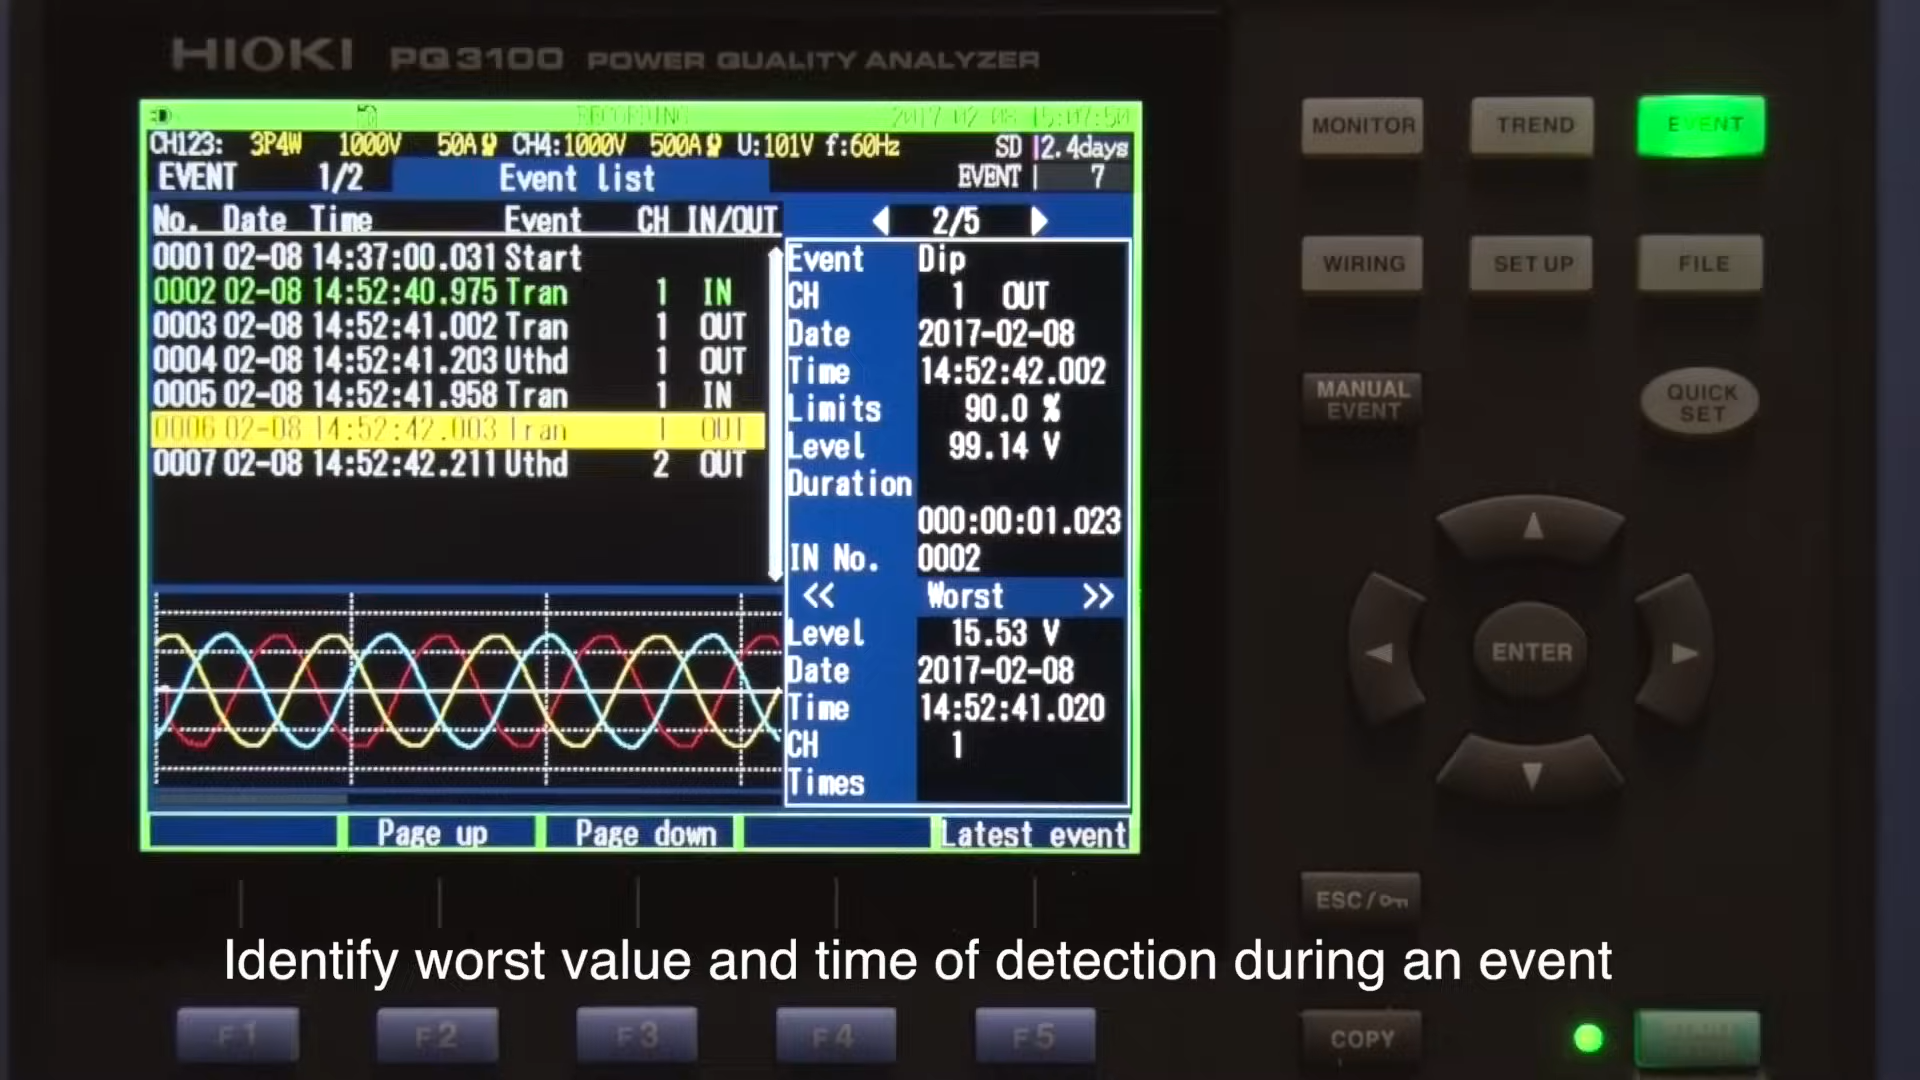 HIOKI PQ3100 POWER QUALITY ANALYZER
RECORDING 2017-02-08 15:07:50
CH123: 3P4W 1000V 50A CH4:1000V 500A U:101V f:60Hz SD 2.4days
EVENT 1/2 Event list EVENT 7
No. Date Time Event CH IN/OUT
0001 02-08 14:37:00.031 Start
0002 02-08 14:52:40.975 Tran 1 IN
0003 02-08 14:52:41.002 Tran 1 OUT
0004 02-08 14:52:41.203 Uthd 1 OUT
0005 02-08 14:52:41.958 Tran 1 IN
0006 02-08 14:52:42.003 Tran 1 OUT
0007 02-08 14:52:42.211 Uthd 2 OUT
2/5
Event Dip
CH 1 OUT
Date 2017-02-08
Time 14:52:42.002
Limits 90.0 %
Level 99.14 V
Duration
000:00:01.023
IN No. 0002
<< Worst >>
Level 15.53 V
Date 2017-02-08
Time 14:52:41.020
CH 1
Times
Page up Page down Latest event
MONITOR TREND EVENT
WIRING SET UP FILE
MANUAL
EVENT
QUICK
SET
ENTER
ESC /
Identify worst value and time of detection during an event
F1 F2 F3 F4 F5
COPY